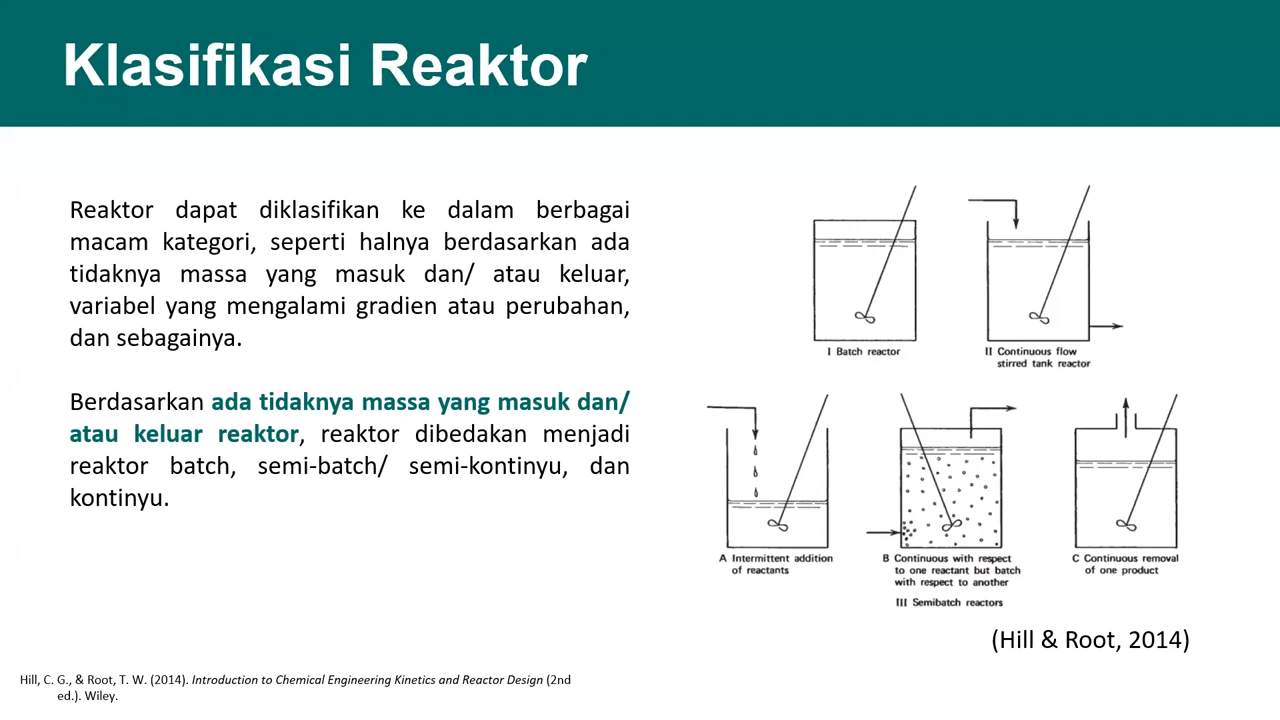 Klasifikasi Reaktor
Reaktor dapat diklasifikan ke dalam berbagai
macam kategori, seperti halnya berdasarkan ada
tidaknya massa yang masuk dan/ atau keluar,
variabel yang mengalami gradien atau perubahan,
dan sebagainya.
Berdasarkan ada tidaknya massa yang masuk dan/
atau keluar reaktor, reaktor dibedakan menjadi
reaktor batch, semi-batch/ semi-kontinyu, dan
kontinyu.
I Batch reactor
II Continuous flow
stirred tank reactor
A Intermittent addition
of reactants
B Continuous with respect
to one reactant but batch
with respect to another
C Continuous removal
of one product
III Semibatch reactors
(Hill & Root, 2014)
Hill, C. G., & Root, T. W. (2014). Introduction to Chemical Engineering Kinetics and Reactor Design (2nd
ed.). Wiley.